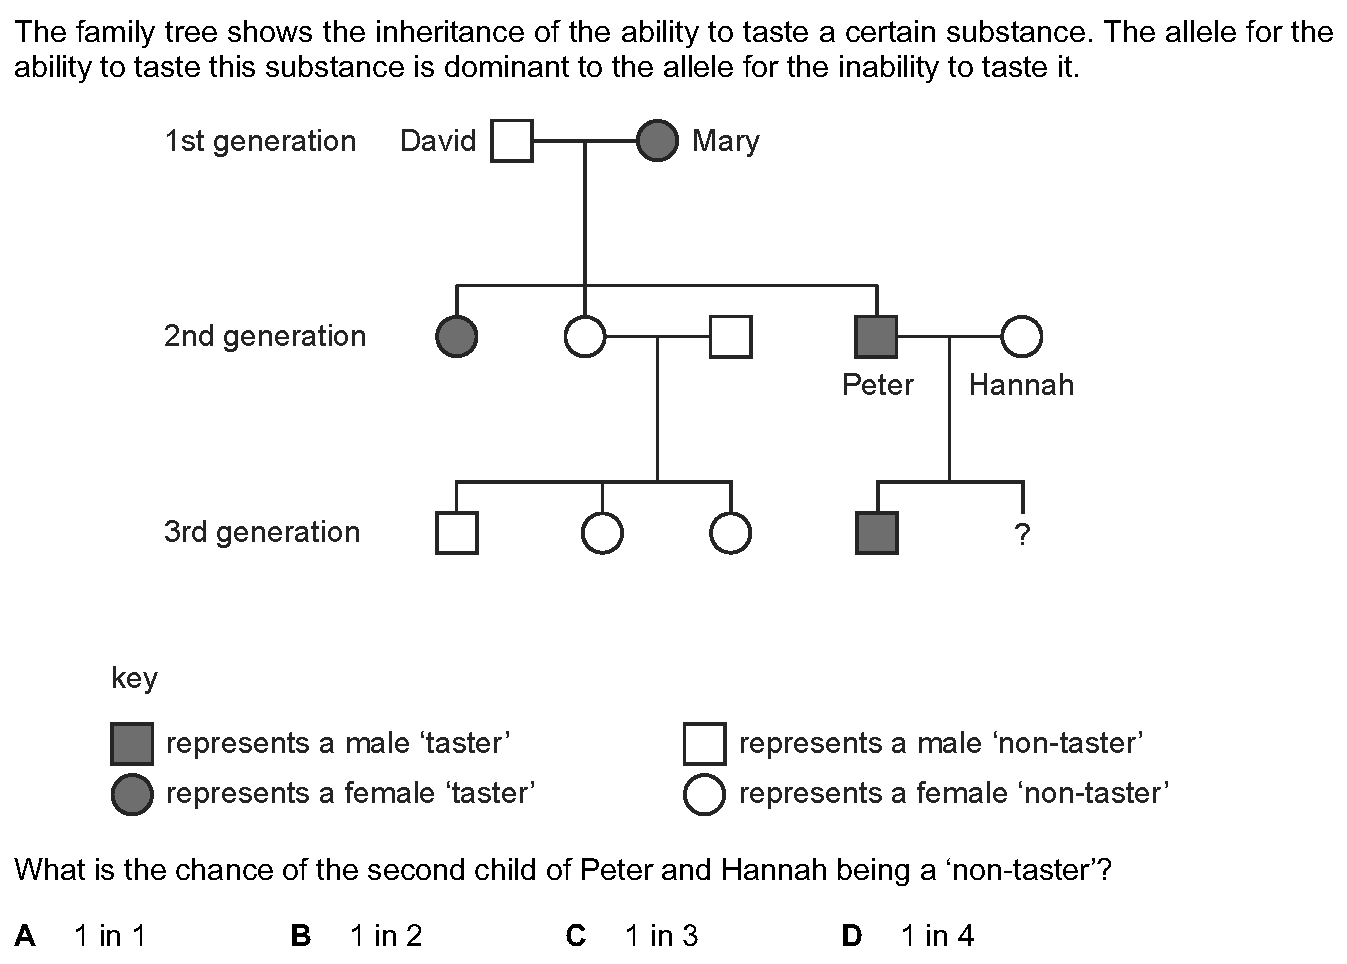 The family tree shows the inheritance of the ability to taste a certain substance. The allele for the
ability to taste this substance is dominant to the allele for the inability to taste it.
1st generation David Mary
2nd generation
Peter Hannah
3rd generation
?
key
represents a male ‘taster’ represents a male ‘non-taster’
represents a female ‘taster’ represents a female ‘non-taster’
What is the chance of the second child of Peter and Hannah being a ‘non-taster’?
A 1 in 1 B 1 in 2 C 1 in 3 D 1 in 4